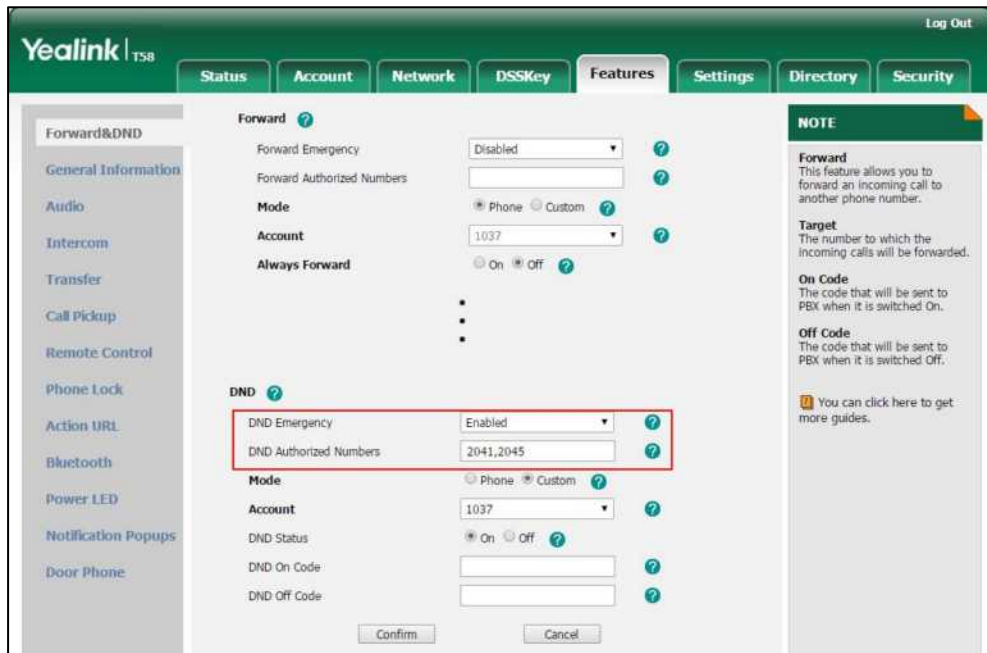 Log Out
Yealink T58
Status Account Network DSSKey Features Settings Directory Security
Forward&DND
General Information
Audio
Intercom
Transfer
Call Pickup
Remote Control
Phone Lock
Action URL
Bluetooth
Power LED
Notification Popups
Door Phone
Forward ?
Forward Emergency Disabled ?
Forward Authorized Numbers ?
Mode Phone Custom ?
Account 1037 ?
Always Forward On Off ?
DND ?
DND Emergency Enabled ?
DND Authorized Numbers 2041,2045 ?
Mode Phone Custom ?
Account 1037 ?
DND Status On Off ?
DND On Code ?
DND Off Code ?
Confirm Cancel
NOTE
Forward
This feature allows you to
forward an incoming call to
another phone number.
Target
The number to which the
incoming calls will be forwarded.
On Code
The code that will be sent to
PBX when it is switched On.
Off Code
The code that will be sent to
PBX when it is switched Off.
You can click here to get
more guides.